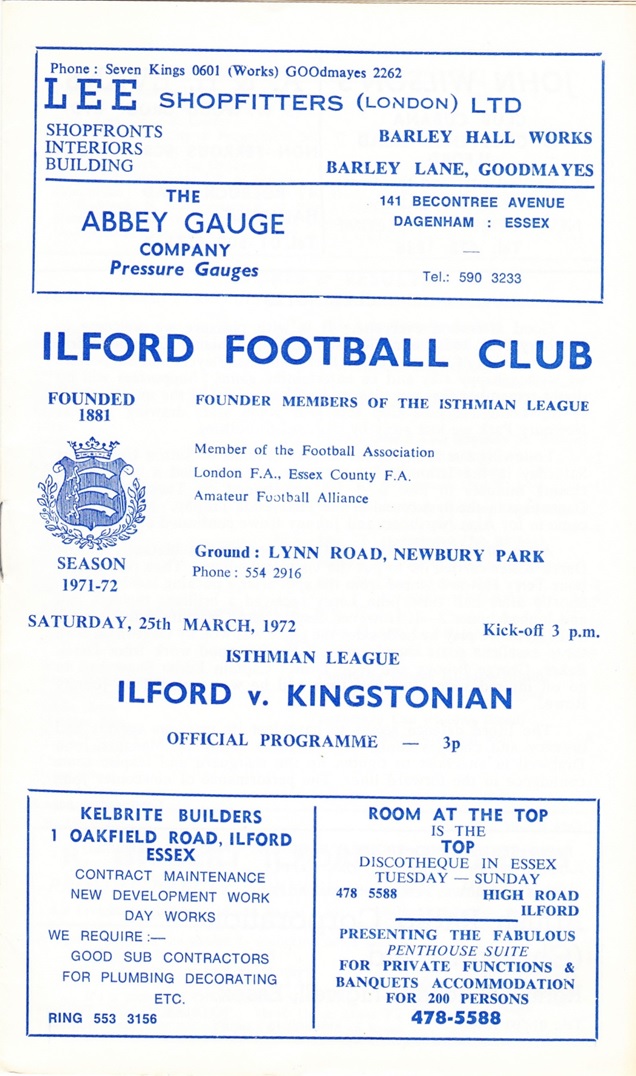 Phone : Seven Kings 0601 (Works) GOOdmayes 2262
LEE SHOPFITTERS (LONDON) LTD
SHOPFRONTS
INTERIORS
BUILDING
BARLEY HALL WORKS
BARLEY LANE, GOODMAYES
THE
ABBEY GAUGE
COMPANY
Pressure Gauges
141 BECONTREE AVENUE
DAGENHAM : ESSEX
—
Tel.: 590 3233
ILFORD FOOTBALL CLUB
FOUNDED
1881
FOUNDER MEMBERS OF THE ISTHMIAN LEAGUE
Member of the Football Association
London F.A., Essex County F.A.
Amateur Football Alliance
SEASON
1971-72
Ground : LYNN ROAD, NEWBURY PARK
Phone : 554 2916
SATURDAY, 25th MARCH, 1972 Kick-off 3 p.m.
ISTHMIAN LEAGUE
ILFORD v. KINGSTONIAN
OFFICIAL PROGRAMME — 3p
KELBRITE BUILDERS
1 OAKFIELD ROAD, ILFORD
ESSEX
CONTRACT MAINTENANCE
NEW DEVELOPMENT WORK
DAY WORKS
WE REQUIRE :—
GOOD SUB CONTRACTORS
FOR PLUMBING DECORATING
ETC.
RING 553 3156
ROOM AT THE TOP
IS THE
TOP
DISCOTHEQUE IN ESSEX
TUESDAY — SUNDAY
478 5588 HIGH ROAD
ILFORD
PRESENTING THE FABULOUS
PENTHOUSE SUITE
FOR PRIVATE FUNCTIONS &
BANQUETS ACCOMMODATION
FOR 200 PERSONS
478-5588